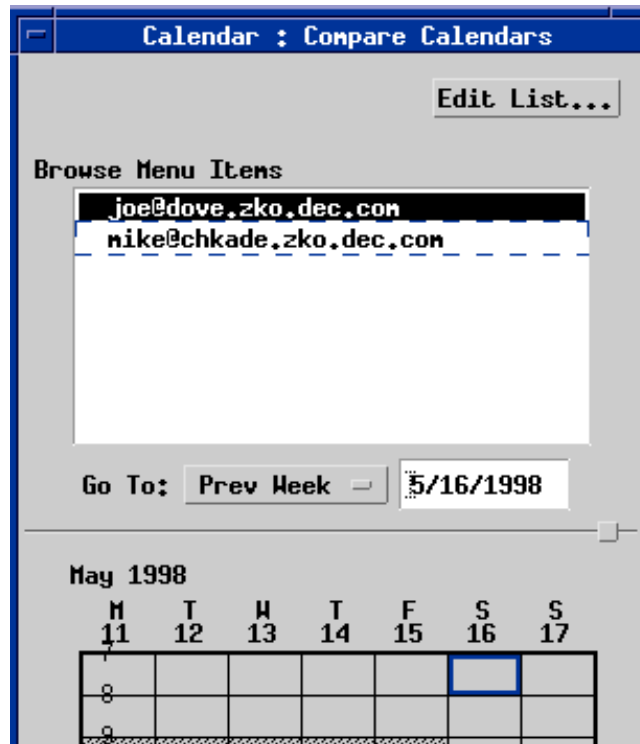 Calendar : Compare Calendars
Edit List...
Browse Menu Items
joe@dove.zko.dec.com
mike@chkade.zko.dec.com
Go To: Prev Week 5/16/1998
May 1998
M T W T F S S
11 12 13 14 15 16 17
7
8
9